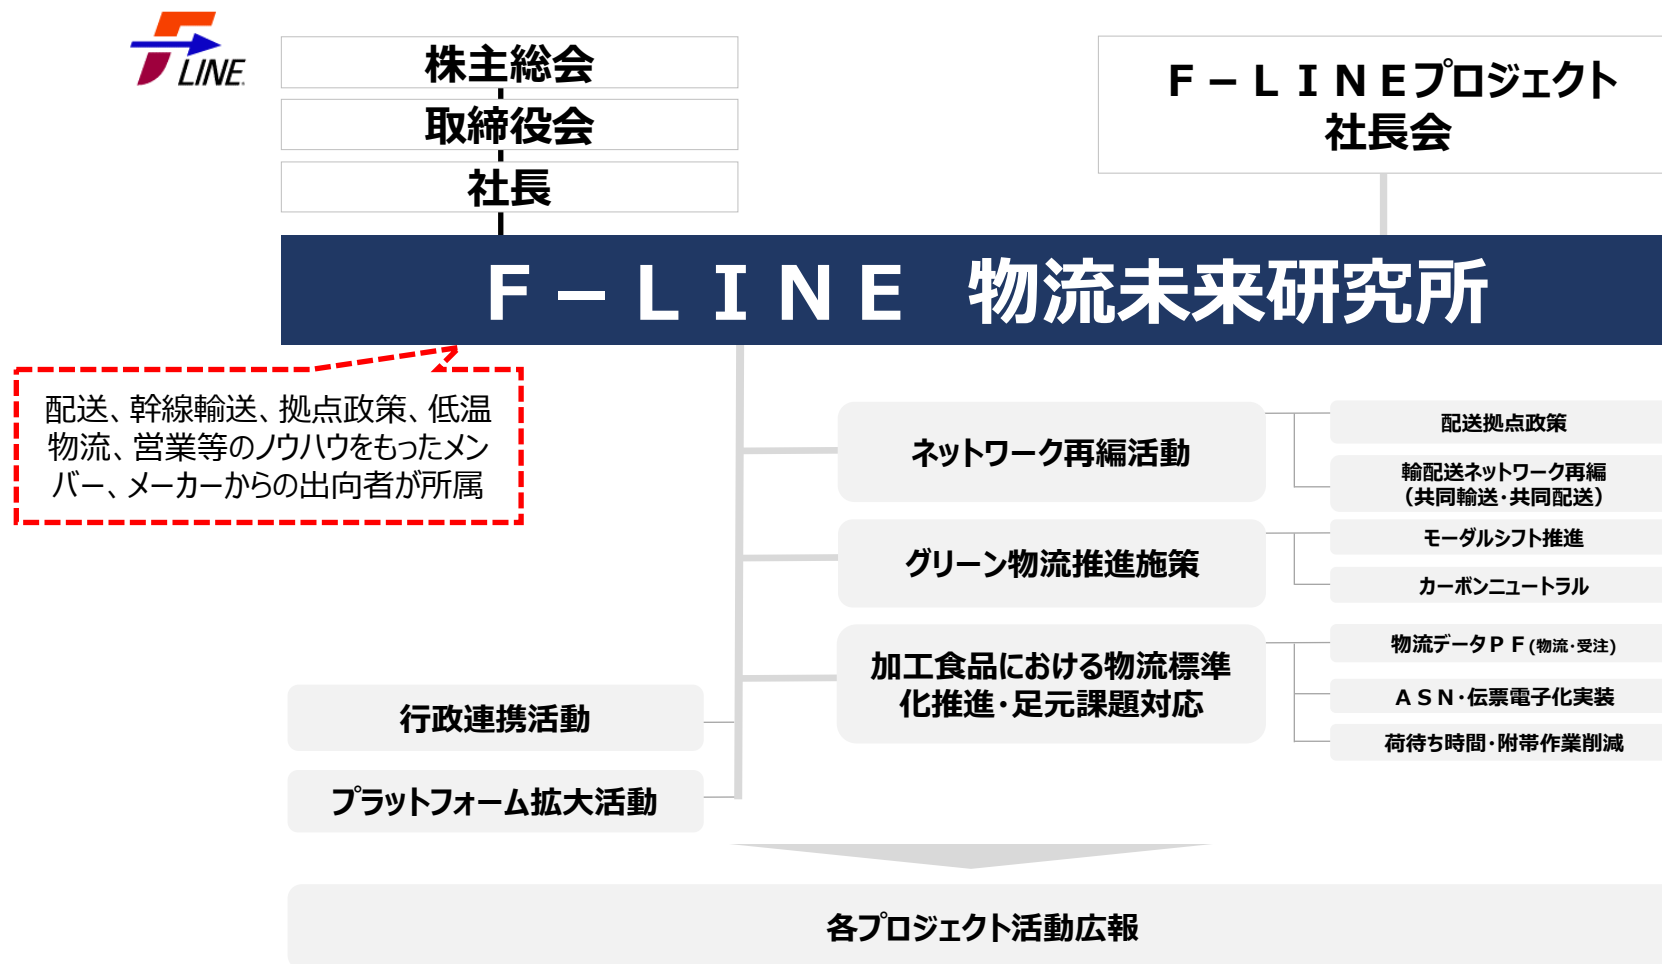 LINE
株主総会
取締役会
社長
Ｆ－ＬＩＮＥプロジェクト
社長会
Ｆ－ＬＩＮＥ　物流未来研究所
配送、幹線輸送、拠点政策、低温
物流、営業等のノウハウをもったメン
バー、メーカーからの出向者が所属
ネットワーク再編活動
配送拠点政策
輸配送ネットワーク再編
（共同輸送・共同配送）
グリーン物流推進施策
モーダルシフト推進
カーボンニュートラル
加工食品における物流標準
化推進・足元課題対応
物流データＰＦ(物流・受注)
ＡＳＮ・伝票電子化実装
荷待ち時間・附帯作業削減
行政連携活動
プラットフォーム拡大活動
各プロジェクト活動広報